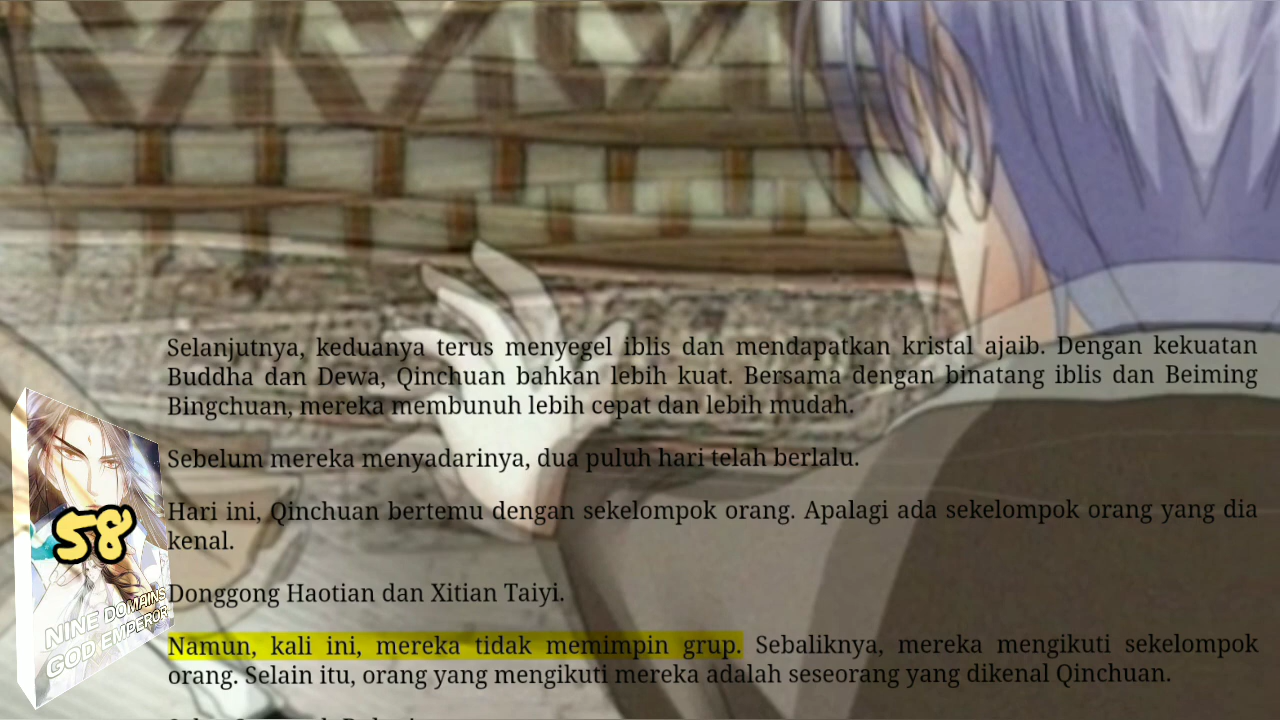 Selanjutnya, keduanya terus menyegel iblis dan mendapatkan kristal ajaib. Dengan kekuatan
Buddha dan Dewa, Qinchuan bahkan lebih kuat. Bersama dengan binatang iblis dan Beiming
Bingchuan, mereka membunuh lebih cepat dan lebih mudah.
Sebelum mereka menyadarinya, dua puluh hari telah berlalu.
Hari ini, Qinchuan bertemu dengan sekelompok orang. Apalagi ada sekelompok orang yang dia
kenal.
Donggong Haotian dan Xitian Taiyi.
Namun, kali ini, mereka tidak memimpin grup. Sebaliknya, mereka mengikuti sekelompok
orang. Selain itu, orang yang mengikuti mereka adalah seseorang yang dikenal Qinchuan.
58
NINE DOMAINS
GOD EMPEROR